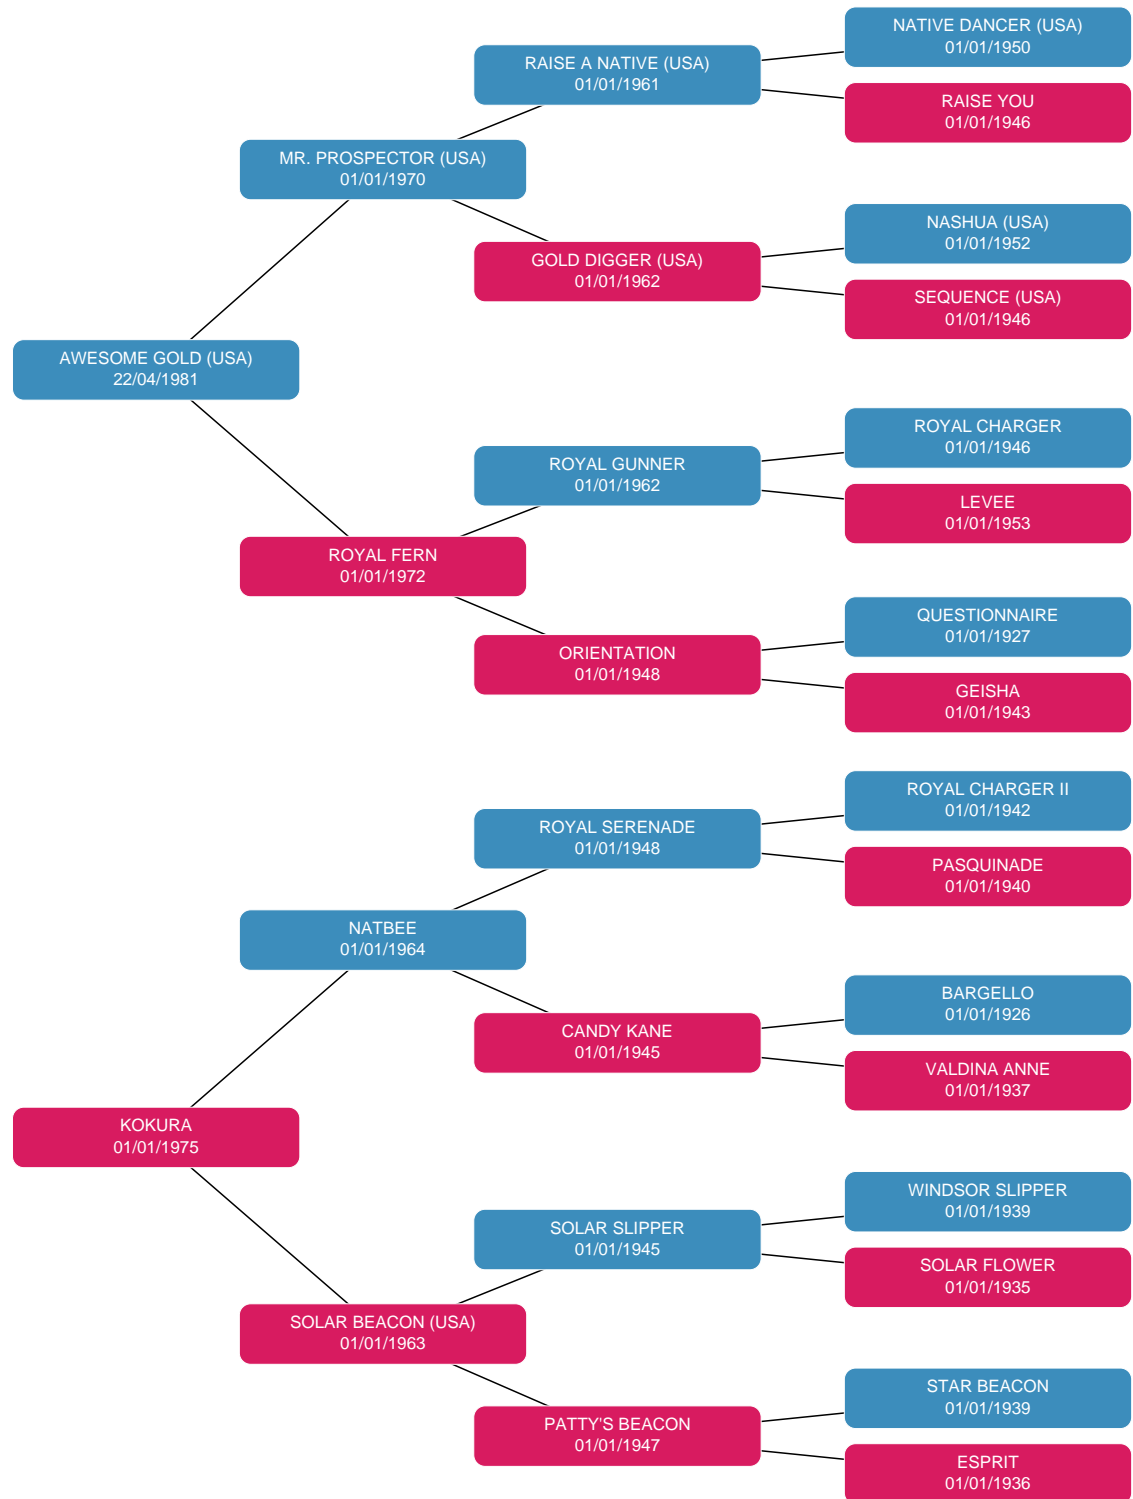 NATIVE DANCER (USA)
01/01/1950
RAISE A NATIVE (USA)
01/01/1961
RAISE YOU
01/01/1946
MR. PROSPECTOR (USA)
01/01/1970
NASHUA (USA)
01/01/1952
GOLD DIGGER (USA)
01/01/1962
SEQUENCE (USA)
01/01/1946
AWESOME GOLD (USA)
22/04/1981
ROYAL CHARGER
01/01/1946
ROYAL GUNNER
01/01/1962
LEVEE
01/01/1953
ROYAL FERN
01/01/1972
QUESTIONNAIRE
01/01/1927
ORIENTATION
01/01/1948
GEISHA
01/01/1943
ROYAL CHARGER II
01/01/1942
ROYAL SERENADE
01/01/1948
PASQUINADE
01/01/1940
NATBEE
01/01/1964
BARGELLO
01/01/1926
CANDY KANE
01/01/1945
VALDINA ANNE
01/01/1937
KOKURA
01/01/1975
WINDSOR SLIPPER
01/01/1939
SOLAR SLIPPER
01/01/1945
SOLAR FLOWER
01/01/1935
SOLAR BEACON (USA)
01/01/1963
STAR BEACON
01/01/1939
PATTY'S BEACON
01/01/1947
ESPRIT
01/01/1936